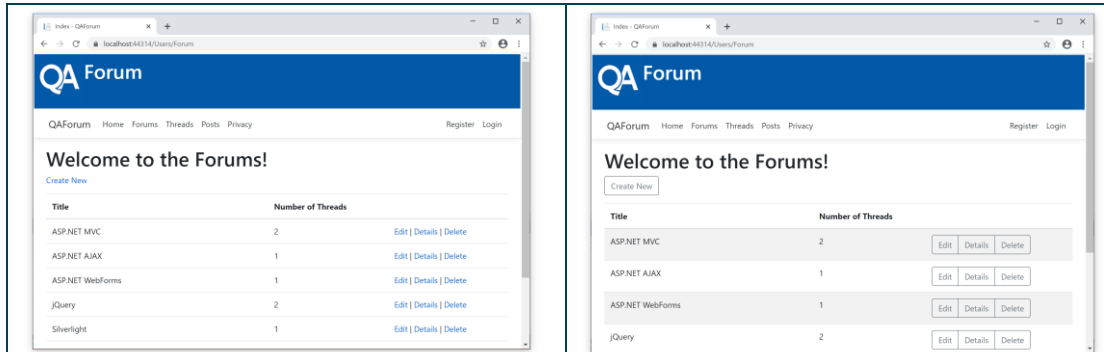 Index - QAForum
localhost:44314/Users/Forum
QA Forum
QAForum Home Forums Threads Posts Privacy Register Login
Welcome to the Forums!
Create New
Title Number of Threads
ASP.NET MVC 2 Edit | Details | Delete
ASP.NET AJAX 1 Edit | Details | Delete
ASP.NET WebForms 1 Edit | Details | Delete
jQuery 2 Edit | Details | Delete
Silverlight 1 Edit | Details | Delete
Index - QAForum
localhost:44314/Users/Forum
QA Forum
QAForum Home Forums Threads Posts Privacy Register Login
Welcome to the Forums!
Create New
Title Number of Threads
ASP.NET MVC 2 Edit Details Delete
ASP.NET AJAX 1 Edit Details Delete
ASP.NET WebForms 1 Edit Details Delete
jQuery 2 Edit Details Delete